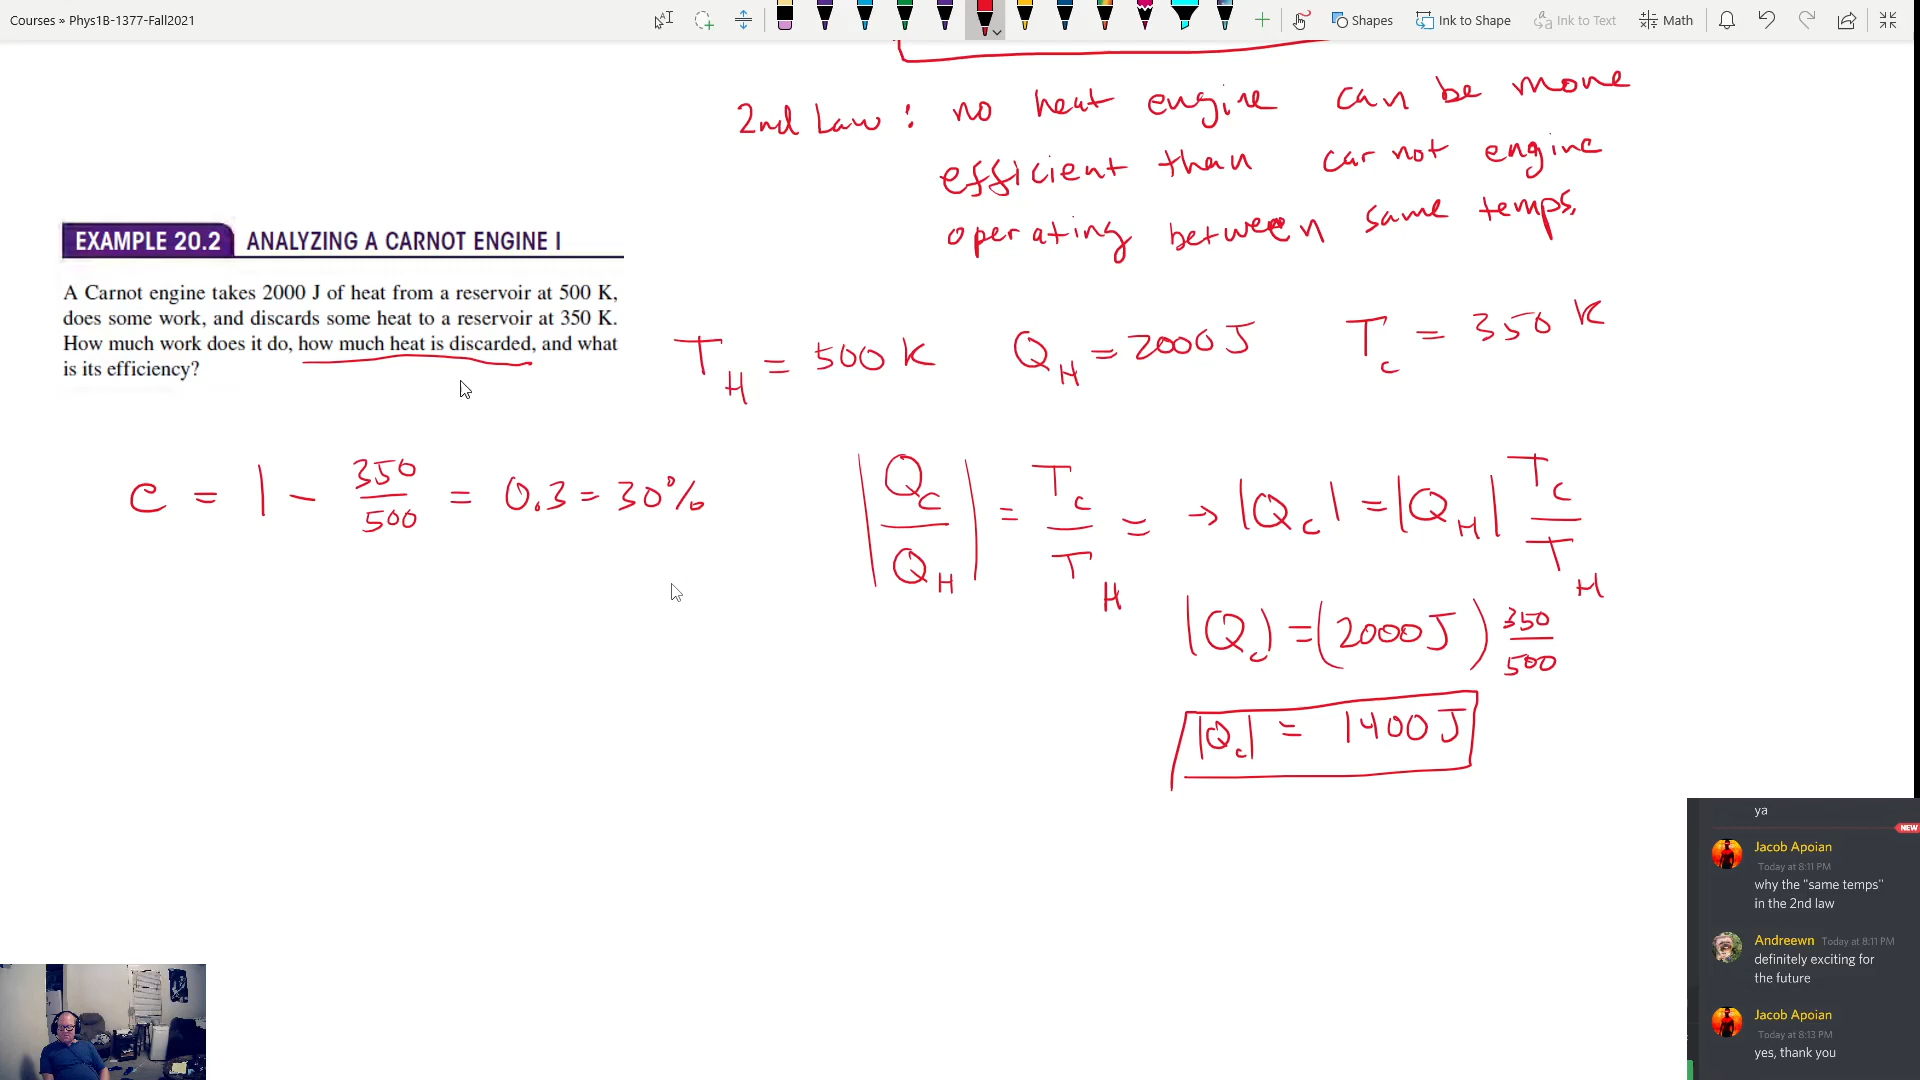 Courses » Phys1B-1377-Fall2021
Shapes
Ink to Shape
Ink to Text
Math
2nd Law : no heat engine can be more
efficient than carnot engine
operating between same temps.
EXAMPLE 20.2 ANALYZING A CARNOT ENGINE I
A Carnot engine takes 2000 J of heat from a reservoir at 500 K,
does some work, and discards some heat to a reservoir at 350 K.
How much work does it do, how much heat is discarded, and what
is its efficiency?
T_H = 500 K Q_H = 2000 J T_c = 350 K
e = 1 - 350/500 = 0.3 = 30%
|Q_c/Q_H| = T_c/T_H = → |Q_c| = |Q_H| T_c/T_H
|Q_c) = (2000 J) 350/500
|Q_c| = 1400 J
ya
NEW
Jacob Apoian
Today at 8:11 PM
why the "same temps"
in the 2nd law
Andreewn Today at 8:11 PM
definitely exciting for
the future
Jacob Apoian
Today at 8:13 PM
yes, thank you